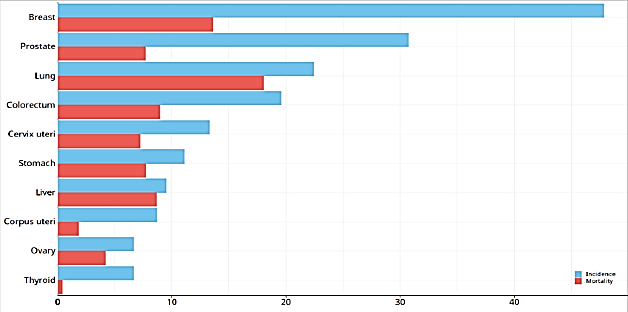 Breast
Prostate
Lung
Colorectum
Cervix uteri
Stomach
Liver
Corpus uteri
Ovary
Thyroid
Incidence
Mortality
0 10 20 30 40